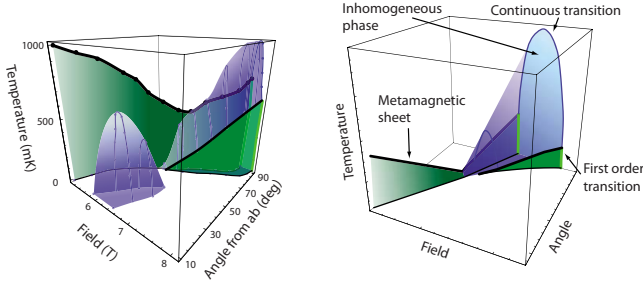 1000
500
0
Temperature (mK)
6
7
8
Field (T)
10
30
50
70
90
Angle from ab (deg)
Inhomogeneous
phase
Continuous transition
Metamagnetic
sheet
First order
transition
Temperature
Field
Angle